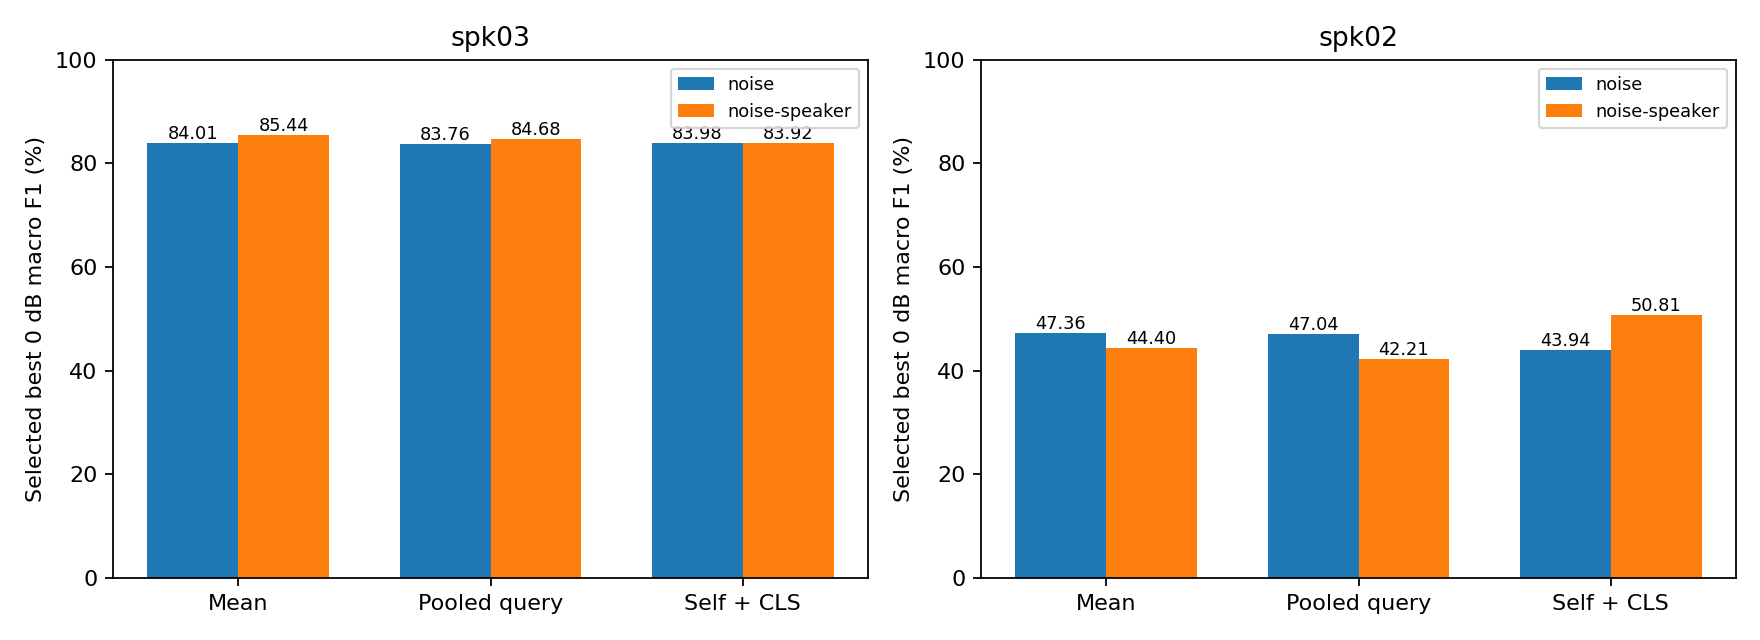 spk03
Selected best 0 dB macro F1 (%)
100
80
60
40
20
0
noise
noise-speaker
84.01
85.44
83.76
84.68
83.98
83.92
Mean
Pooled query
Self + CLS
spk02
Selected best 0 dB macro F1 (%)
100
80
60
40
20
0
noise
noise-speaker
47.36
44.40
47.04
42.21
43.94
50.81
Mean
Pooled query
Self + CLS